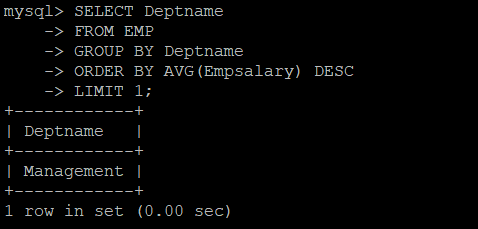 mysql> SELECT Deptname
    -> FROM EMP
    -> GROUP BY Deptname
    -> ORDER BY AVG(Empsalary) DESC
    -> LIMIT 1;
+------------+
| Deptname   |
+------------+
| Management |
+------------+
1 row in set (0.00 sec)